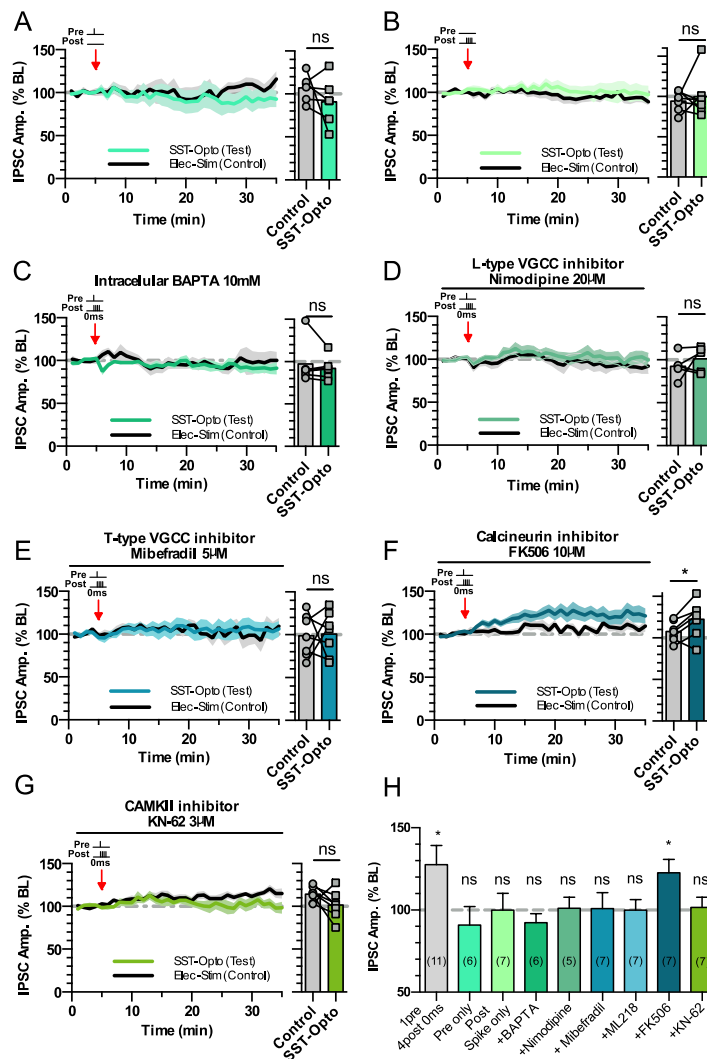 A
Pre
Post
IPSC Amp. (% BL)
150
100
50
0
SST-Opto (Test)
Elec-Stim (Control)
0
10
20
30
Time (min)
ns
Control
SST-Opto
B
Pre
Post
IPSC Amp. (% BL)
150
100
50
0
SST-Opto (Test)
Elec-Stim (Control)
0
10
20
30
Time (min)
ns
Control
SST-Opto
C
Intracelular BAPTA 10mM
Pre
Post
0ms
IPSC Amp. (% BL)
150
100
50
0
SST-Opto (Test)
Elec-Stim (Control)
0
10
20
30
Time (min)
ns
Control
SST-Opto
D
L-type VGCC inhibitor
Nimodipine 20µM
Pre
Post
IPSC Amp. (% BL)
150
100
50
0
SST-Opto (Test)
Elec-Stim (Control)
0
10
20
30
Time (min)
ns
Control
SST-Opto
E
T-type VGCC inhibitor
Mibefradil 5µM
Pre
Post
0ms
IPSC Amp. (% BL)
150
100
50
0
SST-Opto (Test)
Elec-Stim (Control)
0
10
20
30
Time (min)
ns
Control
SST-Opto
F
Calcineurin inhibitor
FK506 10µM
Pre
Post
0ms
IPSC Amp. (% BL)
150
100
50
0
SST-Opto (Test)
Elec-Stim (Control)
0
10
20
30
Time (min)
*
Control
SST-Opto
G
CAMKII inhibitor
KN-62 3µM
Pre
Post
0ms
IPSC Amp. (% BL)
150
100
50
0
SST-Opto (Test)
Elec-Stim (Control)
0
10
20
30
Time (min)
ns
Control
SST-Opto
H
IPSC Amp. (% BL)
150
100
50
*
ns
ns
ns
ns
ns
ns
*
ns
(11)
(6)
(7)
(6)
(5)
(7)
(7)
(7)
(7
1pre
4post 0ms
Pre only
Post
Spike only
+BAPTA
+Nimodipine
+ Mibefradil
+ML218
+FK506
+KN-62